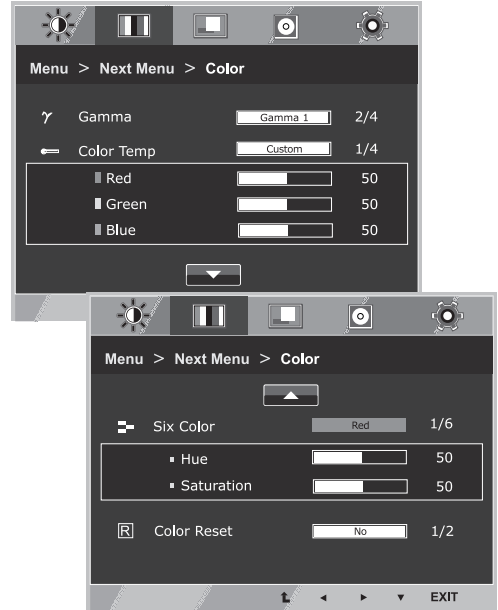 Menu > Next Menu > Color
γ Gamma Gamma 1 2/4
Color Temp Custom 1/4
Red 50
Green 50
Blue 50
Menu > Next Menu > Color
Six Color Red 1/6
Hue 50
Saturation 50
R Color Reset No 1/2
EXIT